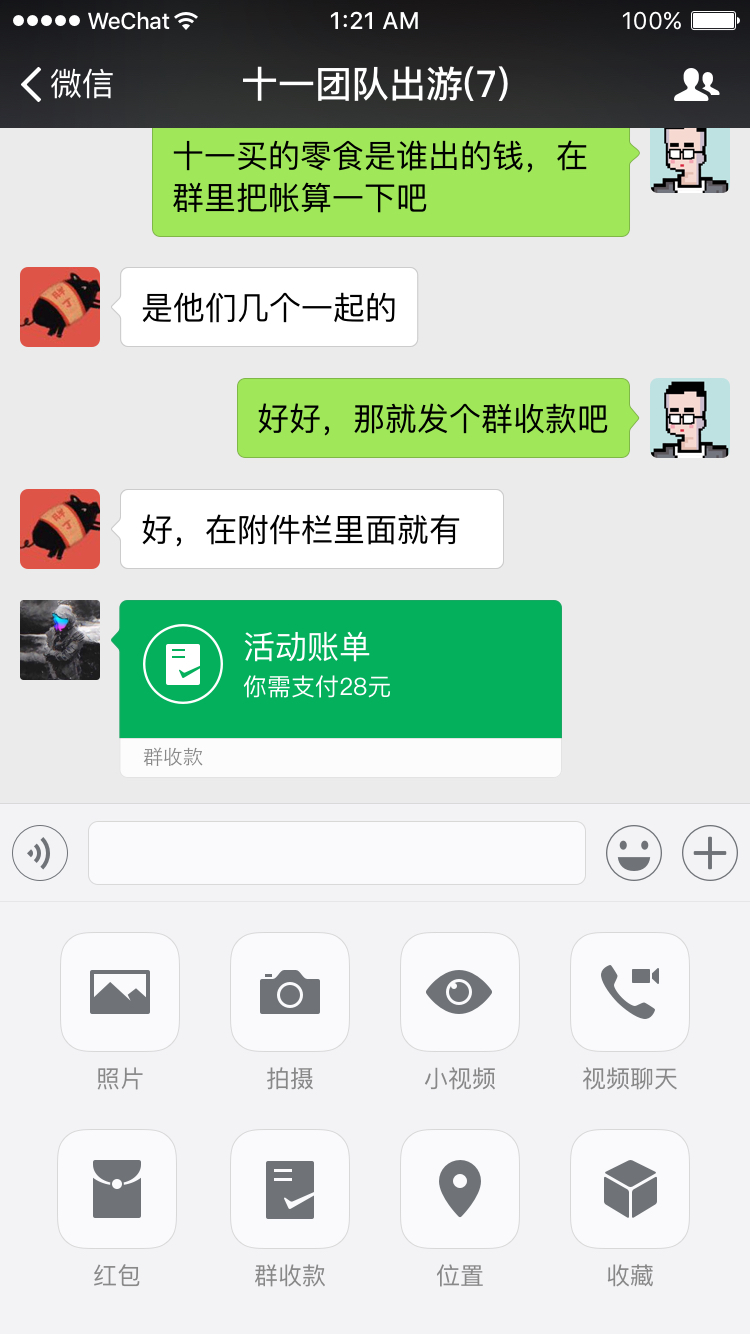 WeChat 1:21 AM 100%
微信 十一团队出游(7)
十一买的零食是谁出的钱，在
群里把帐算一下吧
是他们几个一起的
好好，那就发个群收款吧
好，在附件栏里面就有
活动账单
你需支付28元
群收款
照片 拍摄 小视频 视频聊天
红包 群收款 位置 收藏